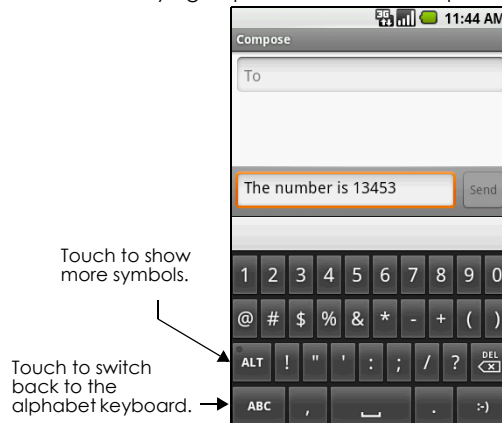 3G 11:44 AM
Compose
To
The number is 13453 Send
Touch to show
more symbols.
1 2 3 4 5 6 7 8 9 0
@ # $ % & * - + ( )
ALT ! " ' : ; / ? DEL
Touch to switch
back to the
alphabet keyboard.
ABC , . :-)